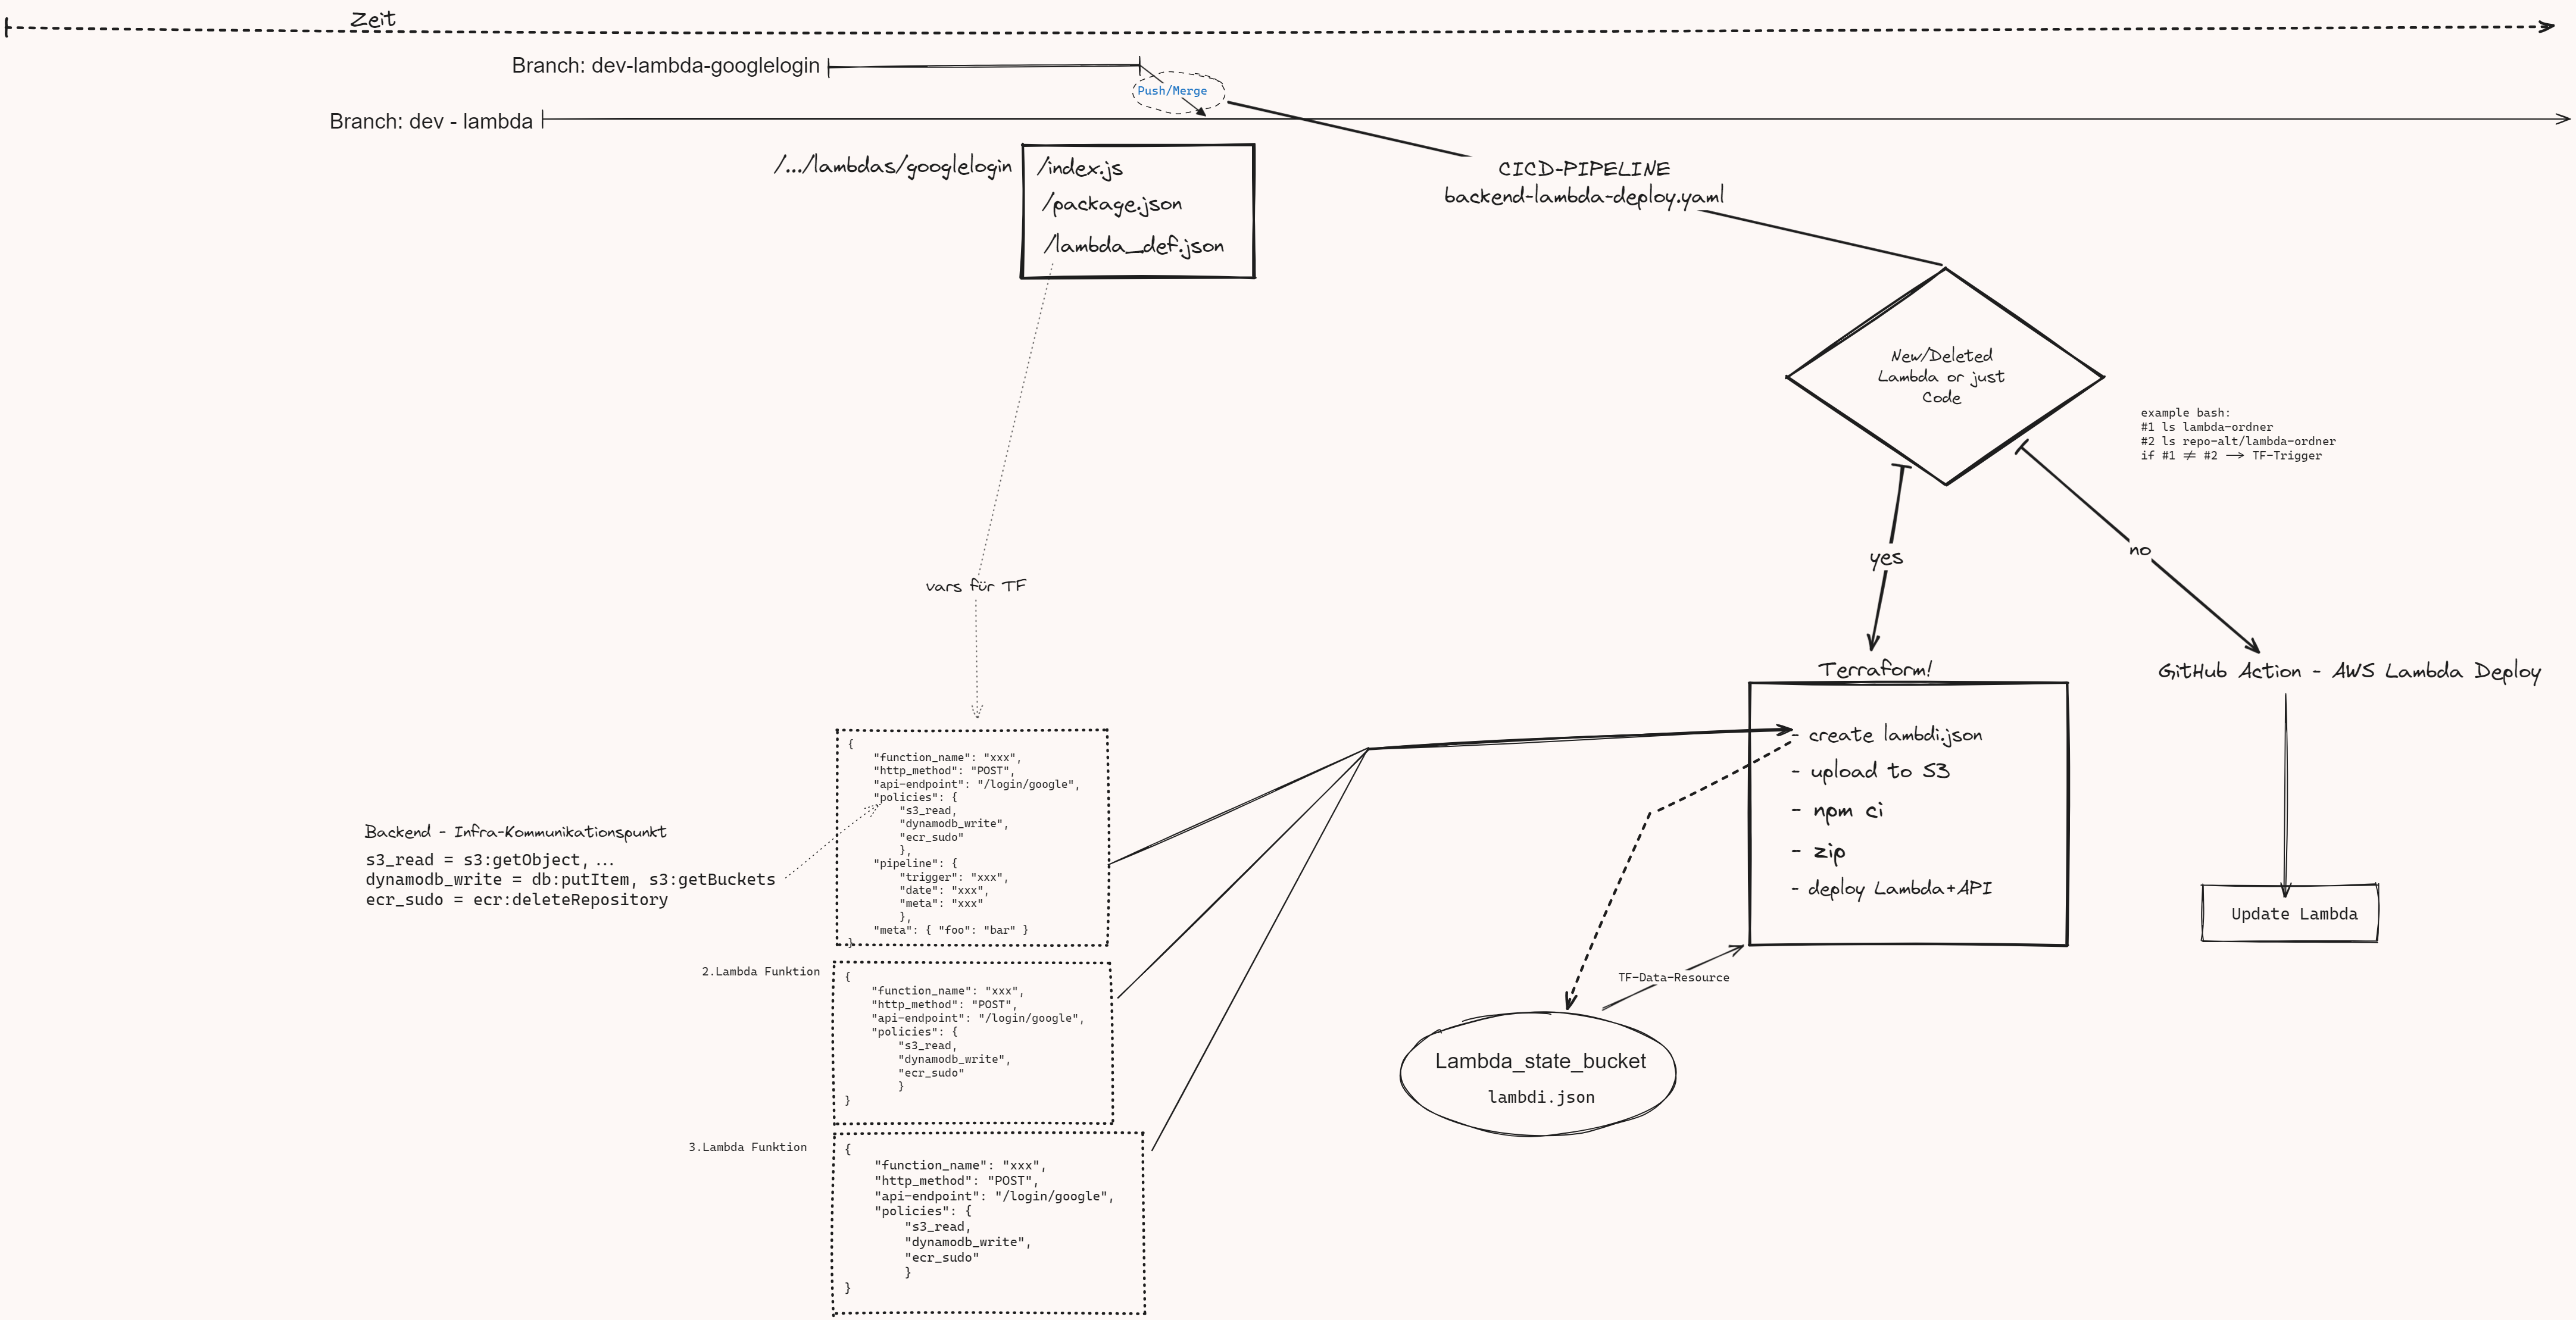 Zeit
Branch: dev-lambda-googlelogin
Push/Merge
Branch: dev - lambda
/.../lambdas/googlelogin
/index.js
/package.json
/lambda_def.json
CICD-PIPELINE
backend-lambda-deploy.yaml
New/Deleted
Lambda or just
Code
example bash:
#1 ls lambda-ordner
#2 ls repo-alt/lambda-ordner
if #1 ≠ #2 ⟶ TF-Trigger
yes
no
vars für TF
Terraform!
- create lambdi.json
- upload to S3
- npm ci
- zip
- deploy Lambda+API
GitHub Action - AWS Lambda Deploy
Update Lambda
{
"function_name": "xxx",
"http_method": "POST",
"api-endpoint": "/login/google",
"policies": {
"s3_read,
"dynamodb_write",
"ecr_sudo"
},
"pipeline": {
"trigger": "xxx",
"date": "xxx",
"meta": "xxx"
},
"meta": { "foo": "bar" }
}
Backend - Infra-Kommunikationspunkt
s3_read = s3:getObject, ...
dynamodb_write = db:putItem, s3:getBuckets
ecr_sudo = ecr:deleteRepository
2.Lambda Funktion
{
"function_name": "xxx",
"http_method": "POST",
"api-endpoint": "/login/google",
"policies": {
"s3_read,
"dynamodb_write",
"ecr_sudo"
}
}
3.Lambda Funktion
{
"function_name": "xxx",
"http_method": "POST",
"api-endpoint": "/login/google",
"policies": {
"s3_read,
"dynamodb_write",
"ecr_sudo"
}
}
TF-Data-Resource
Lambda_state_bucket
lambdi.json